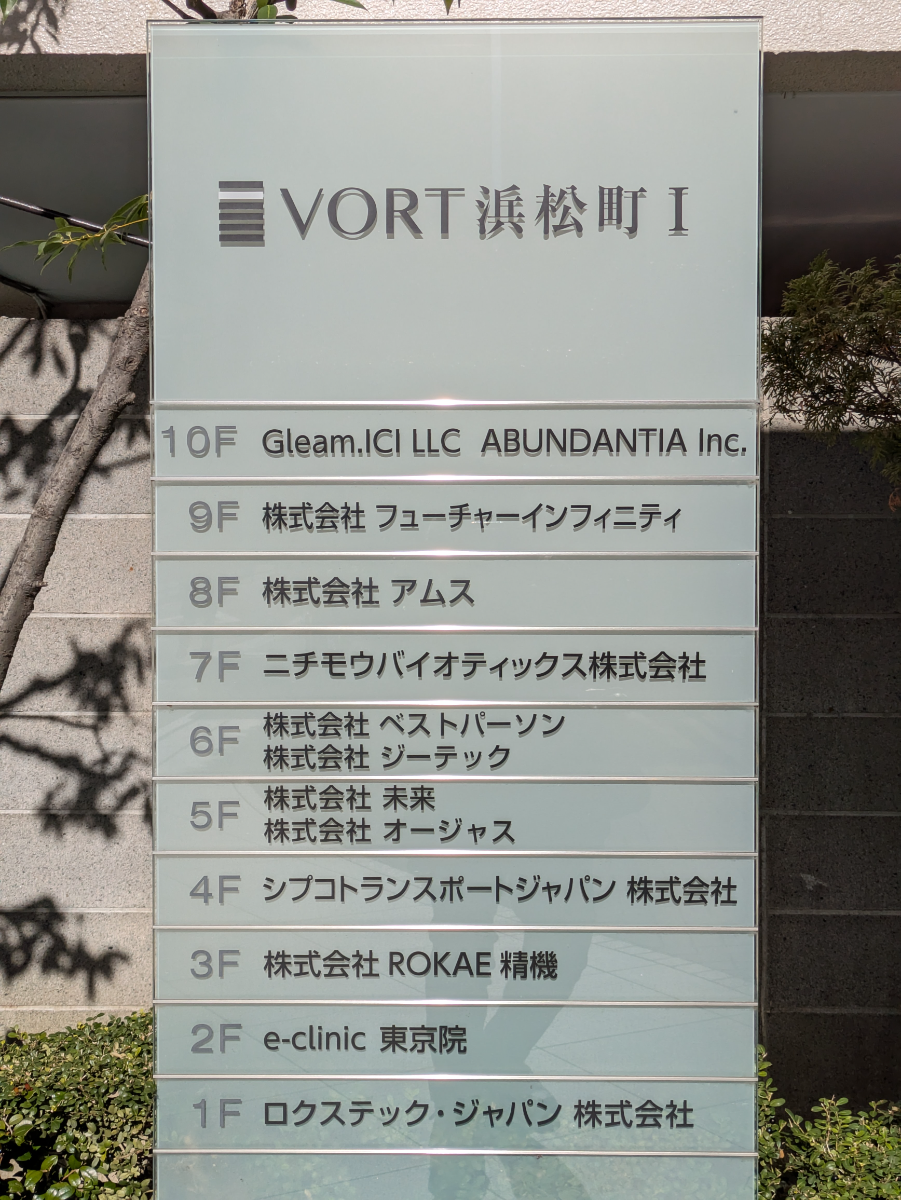 VORT浜松町Ⅰ
10F Gleam.ICI LLC ABUNDANTIA Inc.
9F 株式会社 フューチャーインフィニティ
8F 株式会社 アムス
7F ニチモウバイオティックス株式会社
6F 株式会社 ベストパーソン
株式会社 ジーテック
5F 株式会社 未来
株式会社 オージャス
4F シプコトランスポートジャパン 株式会社
3F 株式会社 ROKAE 精機
2F e-clinic 東京院
1F ロクステック・ジャパン 株式会社